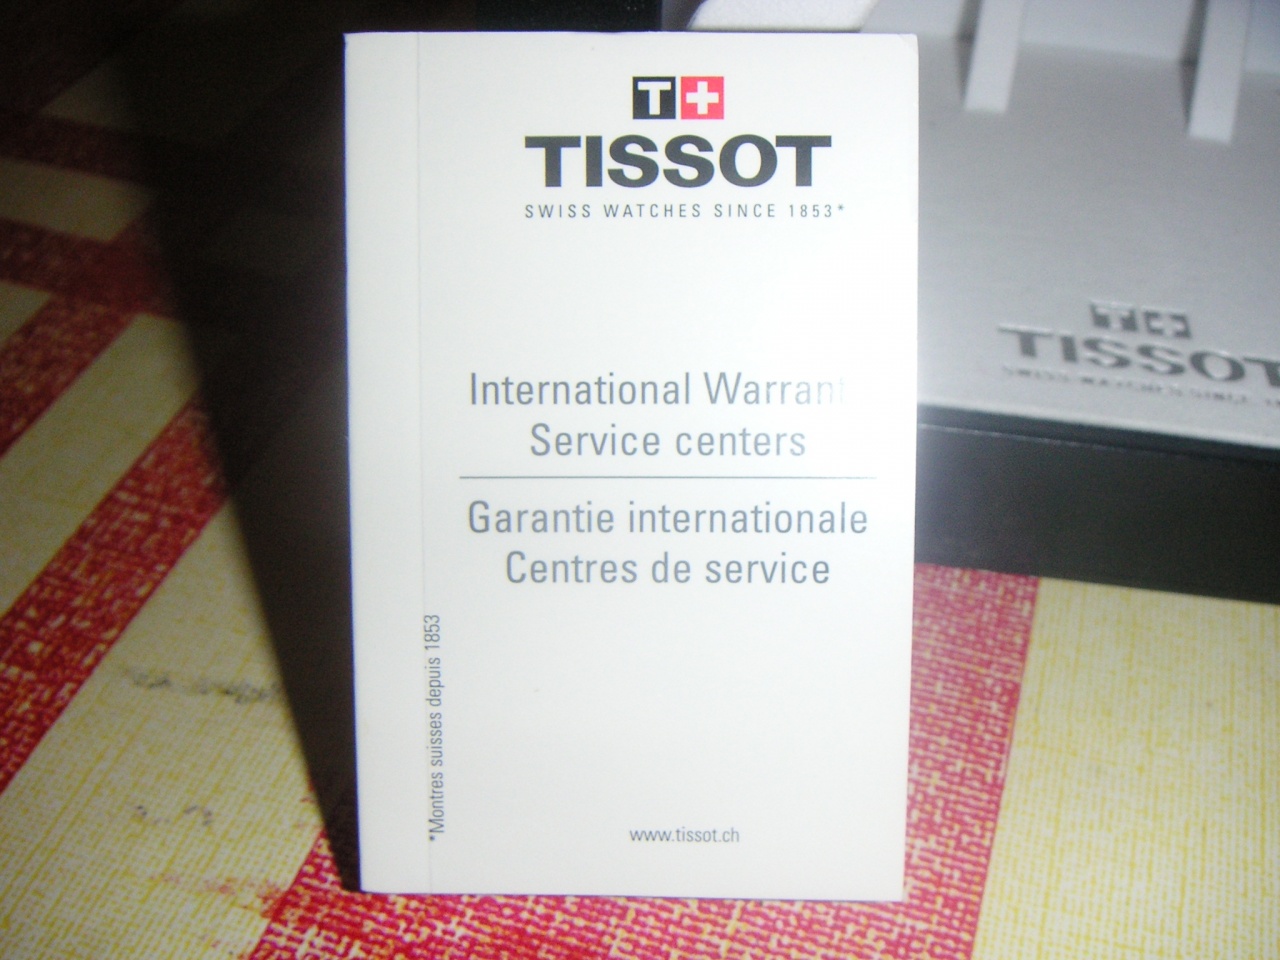 T+
TISSOT
SWISS WATCHES SINCE 1853*
International
Service centers
Garantie internationale
Centres de service
*Montres suisses depuis 1853
www.tissot.ch
T+
TISSOT